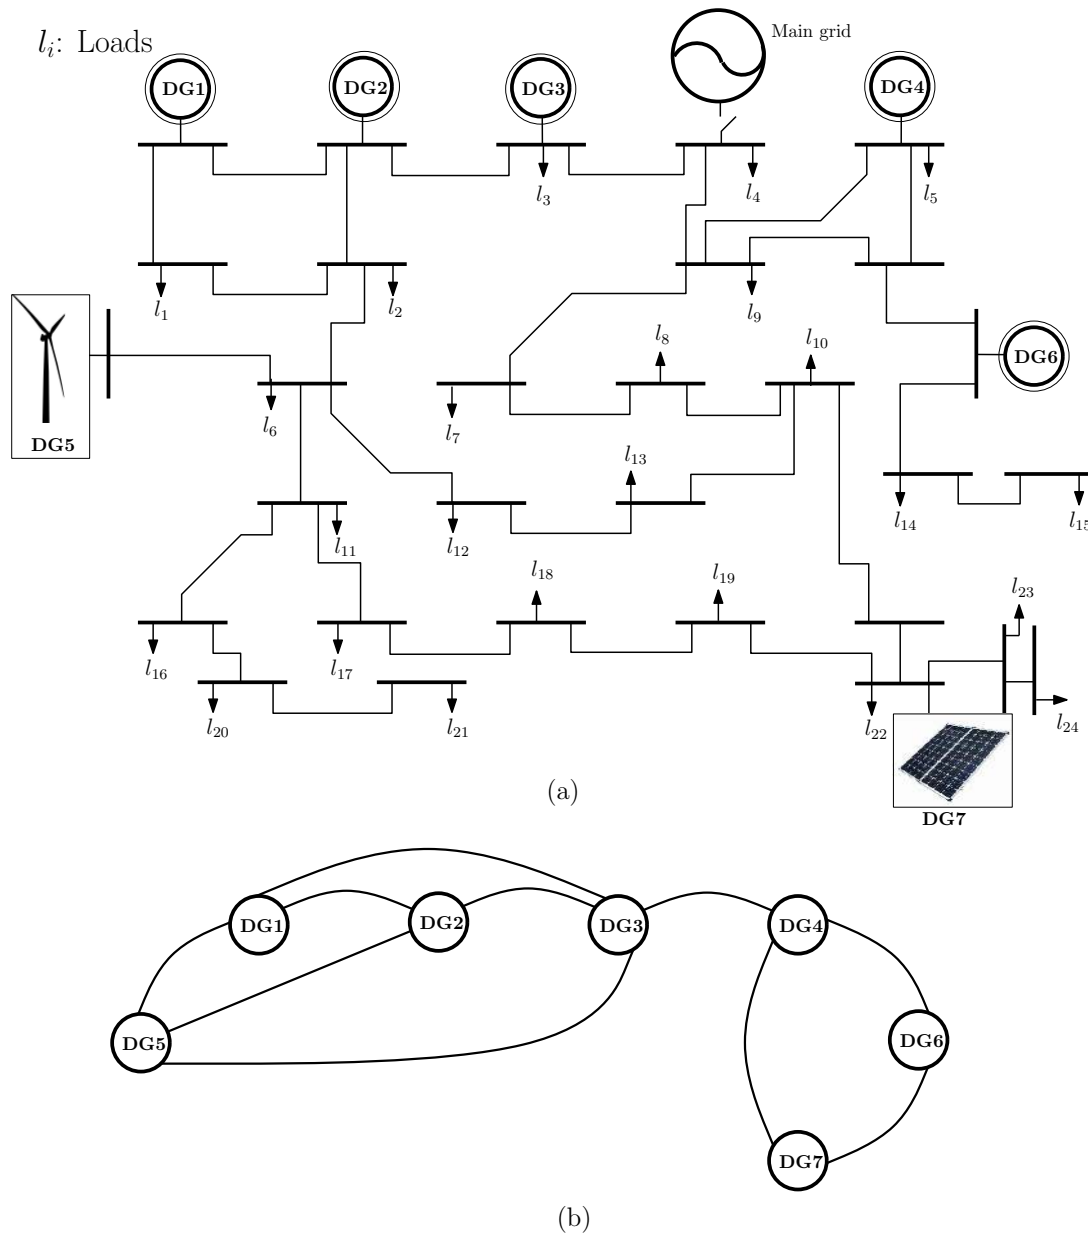 l_i: Loads
Main grid
DG1
DG2
DG3
DG4
l_3
l_4
l_5
l_1
l_2
l_9
l_8
l_10
DG6
DG5
l_6
l_7
l_13
l_14
l_15
l_11
l_12
l_18
l_19
l_23
l_16
l_17
l_20
l_21
l_22
l_24
(a)
DG7
DG1
DG2
DG3
DG4
DG5
DG6
DG7
(b)